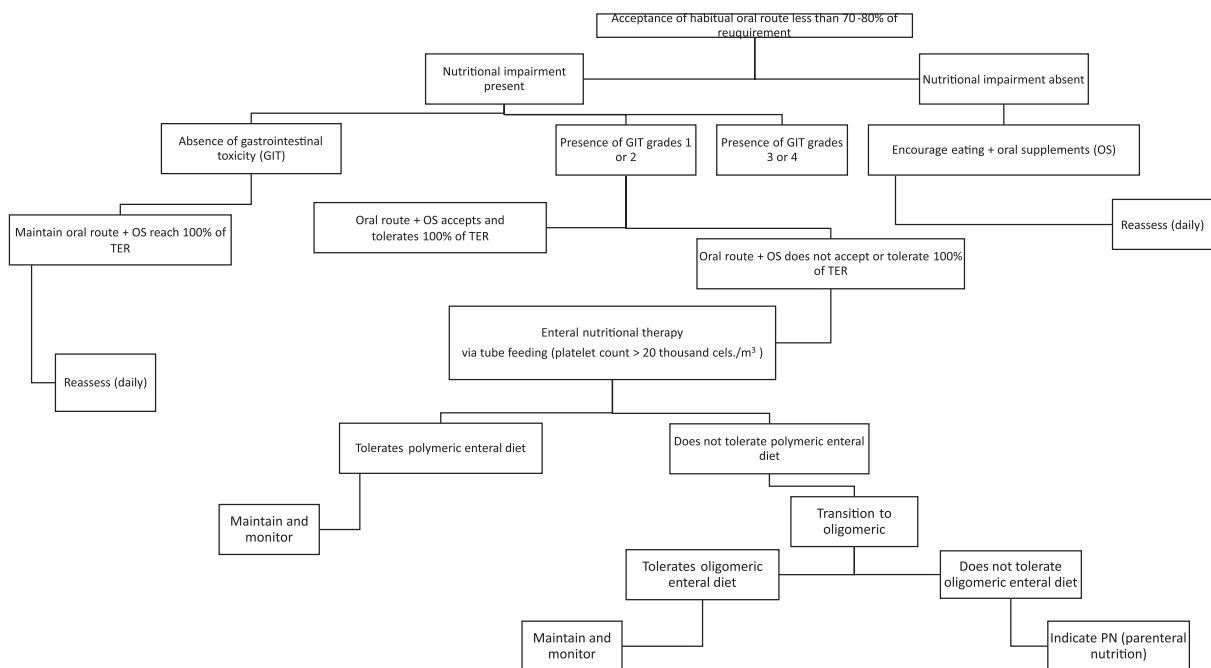 Acceptance of habitual oral route less than 70 -80% of
reuquirement
Nutritional impairment
present
Nutritional impairment absent
Absence of gastrointestinal
toxicity (GIT)
Presence of GIT grades 1
or 2
Presence of GIT grades
3 or 4
Encourage eating + oral supplements (OS)
Maintain oral route + OS reach 100% of
TER
Oral route + OS accepts and
tolerates 100% of TER
Reassess (daily)
Oral route + OS does not accept or tolerate 100%
of TER
Enteral nutritional therapy
via tube feeding (platelet count > 20 thousand cels./m³ )
Reassess (daily)
Tolerates polymeric enteral diet
Does not tolerate polymeric enteral
diet
Maintain and
monitor
Transition to
oligomeric
Tolerates oligomeric
enteral diet
Does not tolerate
oligomeric enteral diet
Maintain and
monitor
Indicate PN (parenteral
nutrition)